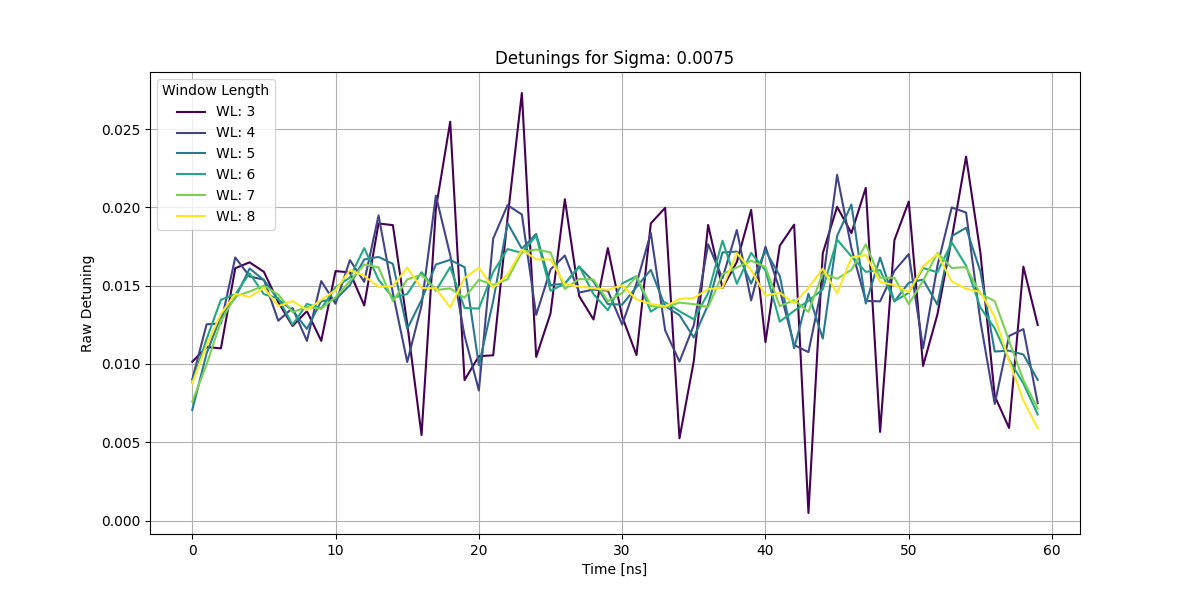 Detunings for Sigma: 0.0075
Window Length
WL: 3
WL: 4
WL: 5
WL: 6
WL: 7
WL: 8
Raw Detuning
0.025
0.020
0.015
0.010
0.005
0.000
0 10 20 30 40 50 60
Time [ns]